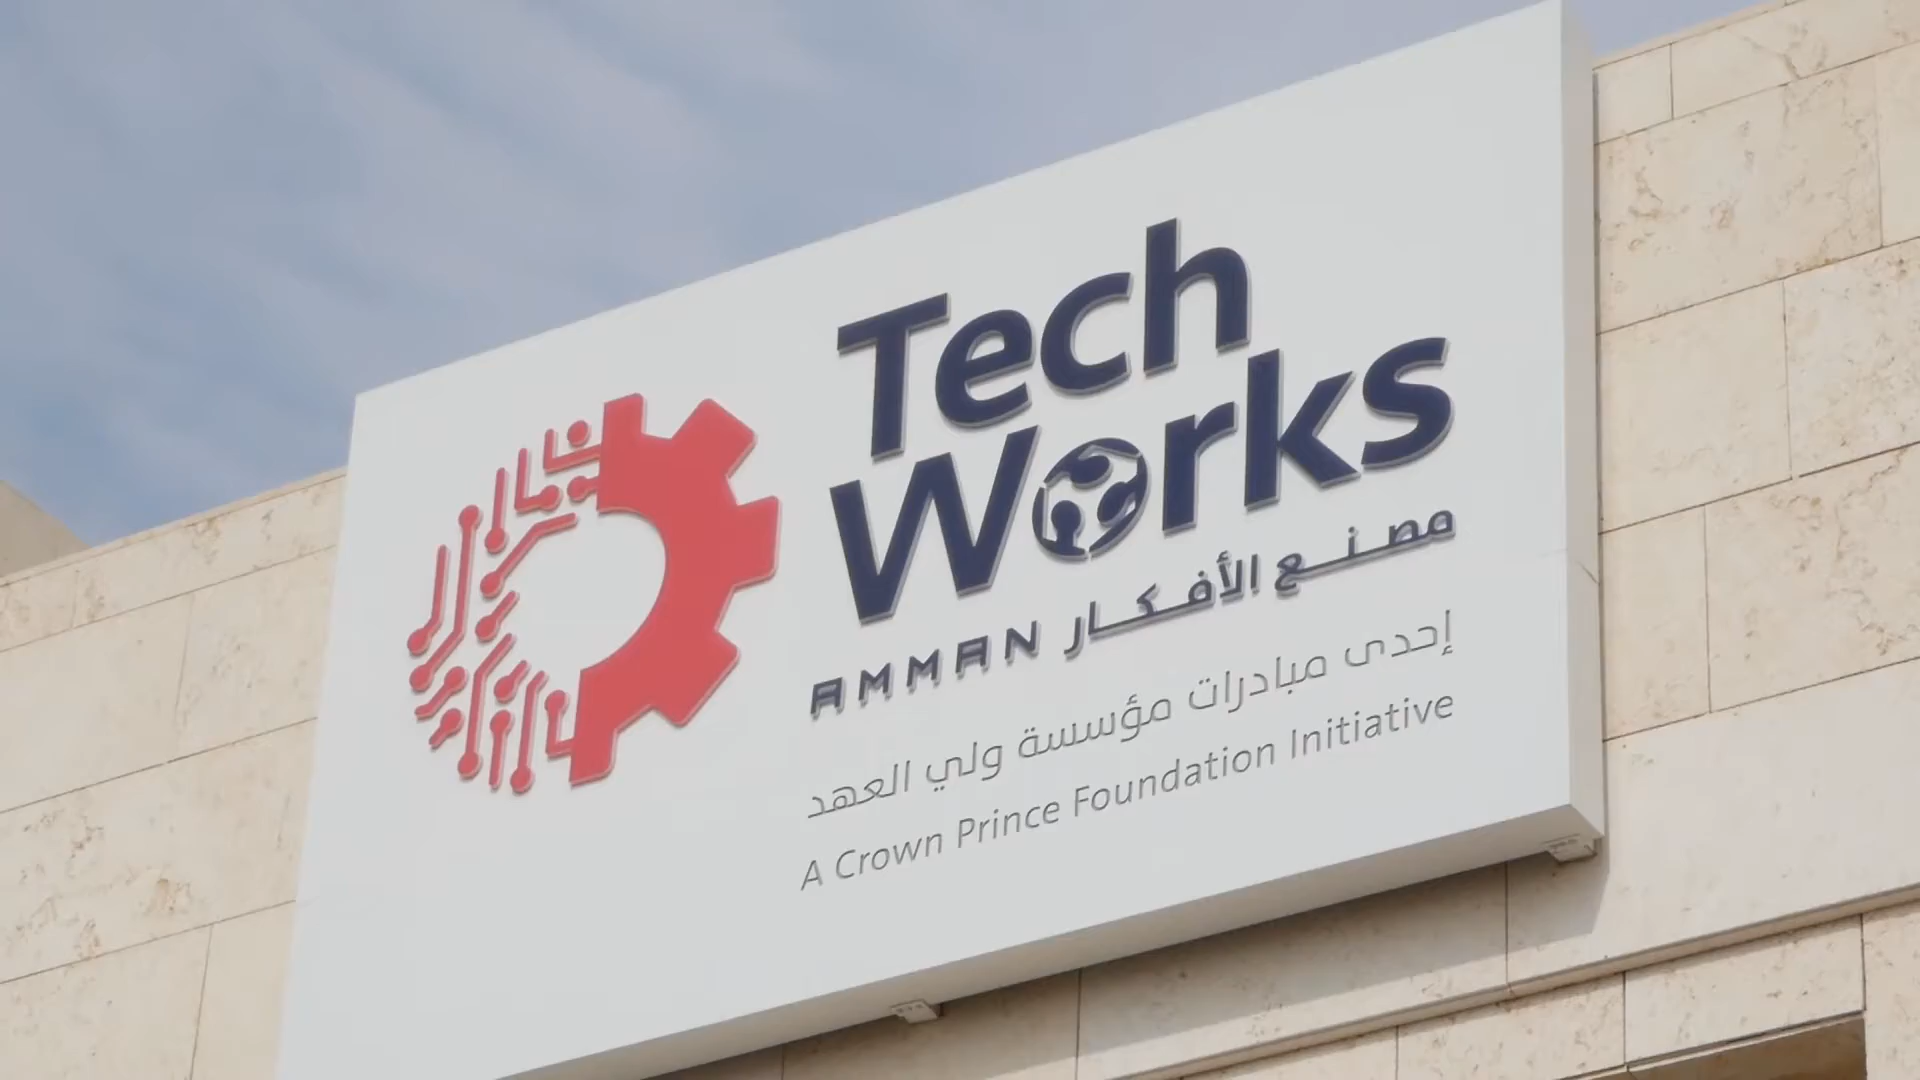 Tech
Works
AMMAN مصنع الأفكار
إحدى مبادرات مؤسسة ولي العهد
A Crown Prince Foundation Initiative